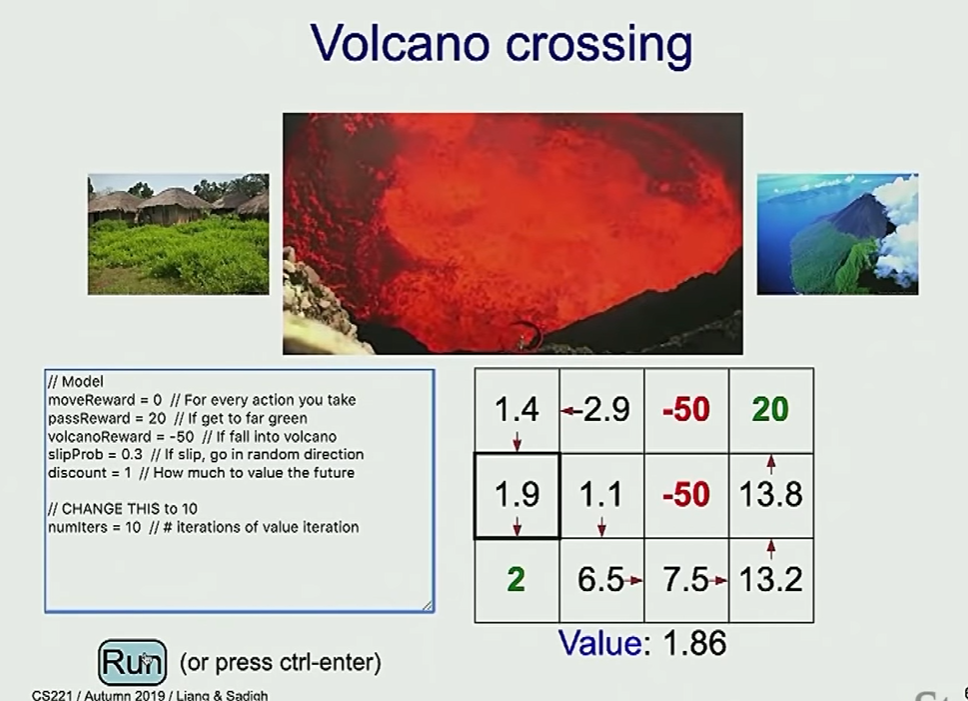 Volcano crossing
// Model
moveReward = 0 // For every action you take
passReward = 20 // If get to far green
volcanoReward = -50 // If fall into volcano
slipProb = 0.3 // If slip, go in random direction
discount = 1 // How much to value the future
// CHANGE THIS to 10
numIters = 10 // # iterations of value iteration
1.4 -2.9 -50 20
1.9 1.1 -50 13.8
2 6.5 7.5 13.2
Value: 1.86
Run (or press ctrl-enter)
CS221 / Autumn 2019 / Liang & Sadigh